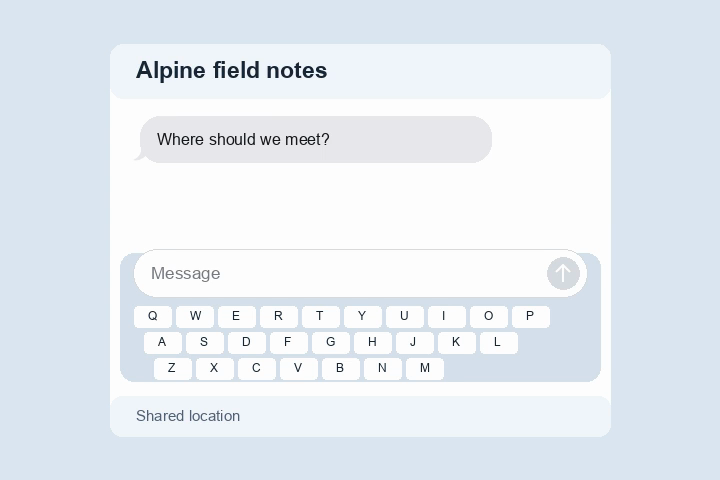 Alpine field notes
Where should we meet?
Message
Q W E R T Y U I O P
A S D F G H J K L
Z X C V B N M
Shared location